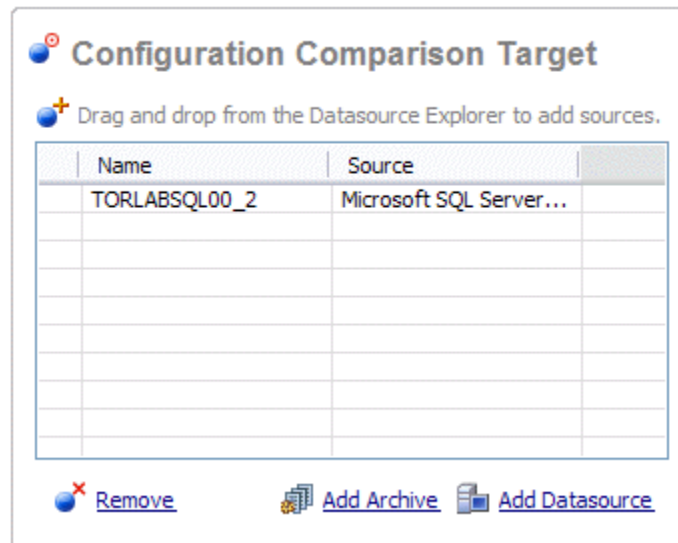 Configuration Comparison Target
Drag and drop from the Datasource Explorer to add sources.
Name Source
TORLABSQL00_2 Microsoft SQL Server...
Remove Add Archive Add Datasource